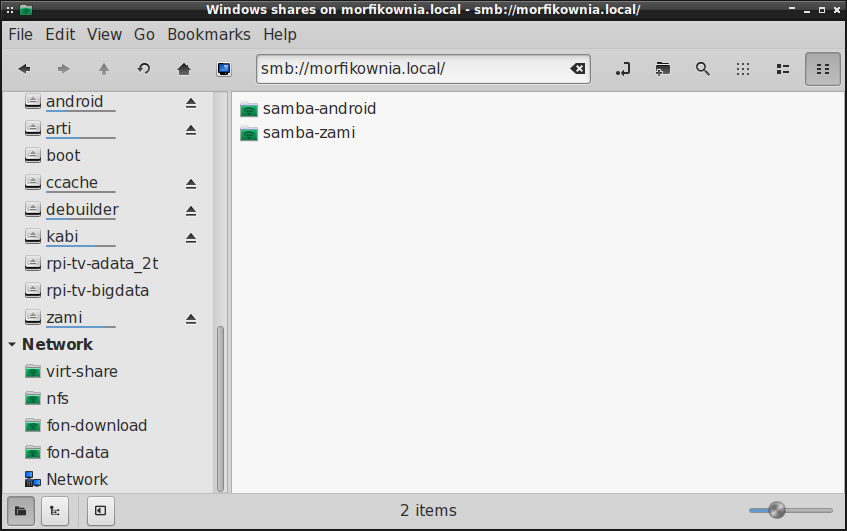 Windows shares on morfikownia.local - smb://morfikownia.local/
File Edit View Go Bookmarks Help
smb://morfikownia.local/
android
arti
boot
ccache
debuilder
kabi
rpi-tv-adata_2t
rpi-tv-bigdata
zami
Network
virt-share
nfs
fon-download
fon-data
Network
samba-android
samba-zami
2 items